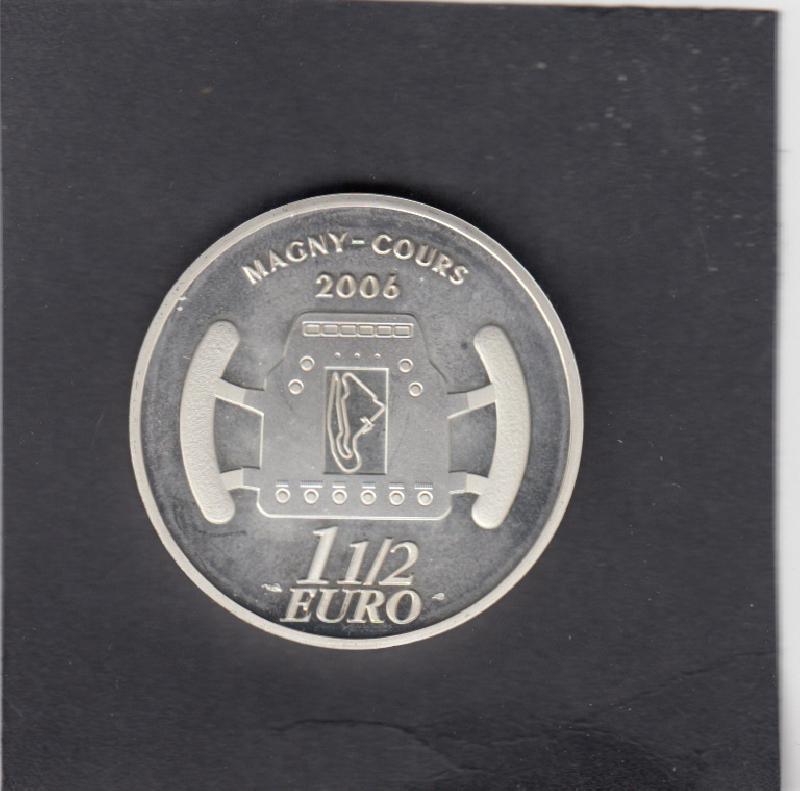 MAGNY-COURS
2006
1 1/2
EURO